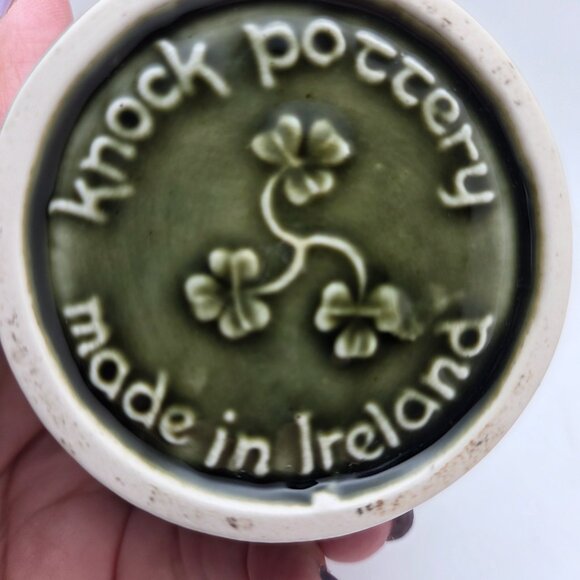 knock pottery
made in Ireland